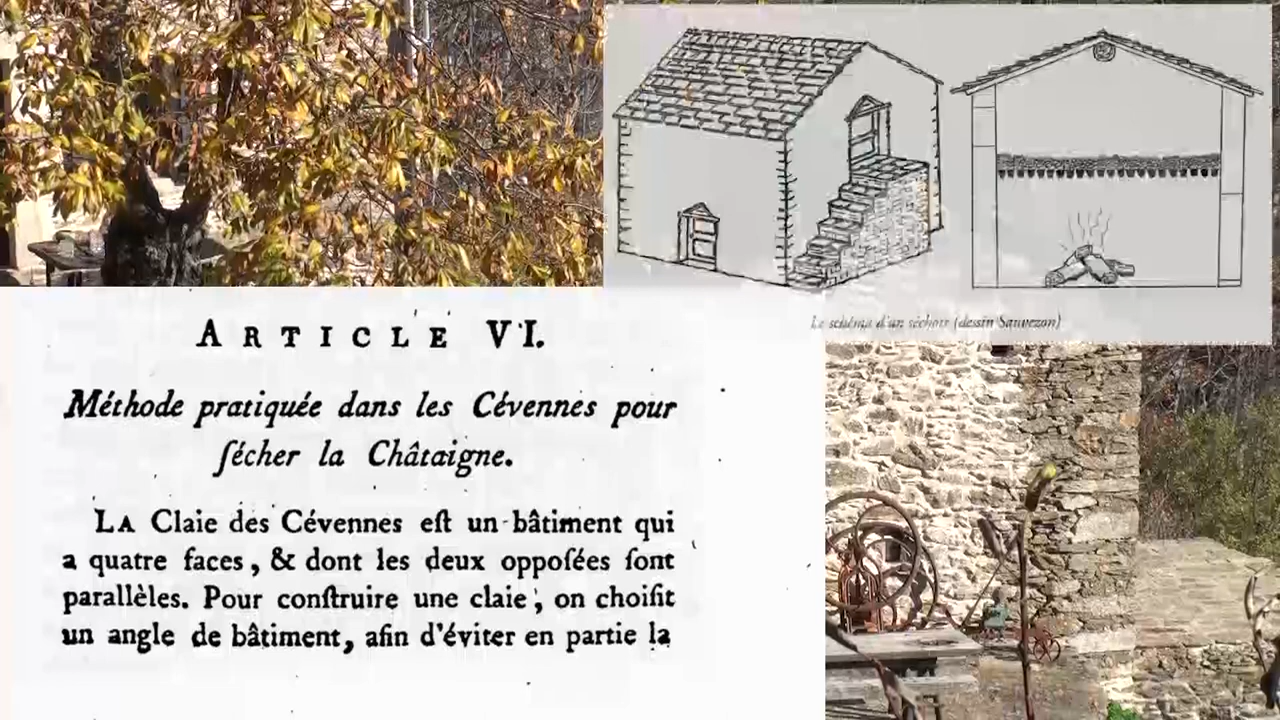 Le schéma d'un séchoir (dessin Sauvezon)
ARTICLE VI.
Méthode pratiquée dans les Cévennes pour
ſécher la Châtaigne.
LA Claie des Cévennes eſt un bâtiment qui
a quatre faces, & dont les deux oppoſées ſont
parallèles. Pour conſtruire une claie, on choiſit
un angle de bâtiment, afin d'éviter en partie la